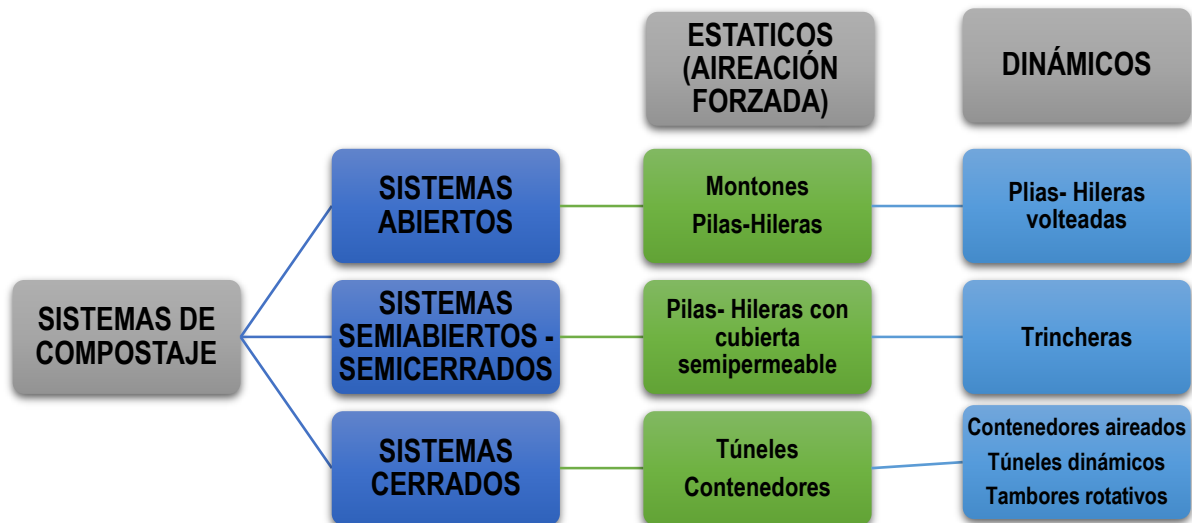 ESTATICOS
(AIREACIÓN
FORZADA)
DINÁMICOS
SISTEMAS
ABIERTOS
Montones
Pilas-Hileras
Plias- Hileras
volteadas
SISTEMAS DE
COMPOSTAJE
SISTEMAS
SEMIABIERTOS -
SEMICERRADOS
Pilas- Hileras con
cubierta
semipermeable
Trincheras
SISTEMAS
CERRADOS
Túneles
Contenedores
Contenedores aireados
Túneles dinámicos
Tambores rotativos